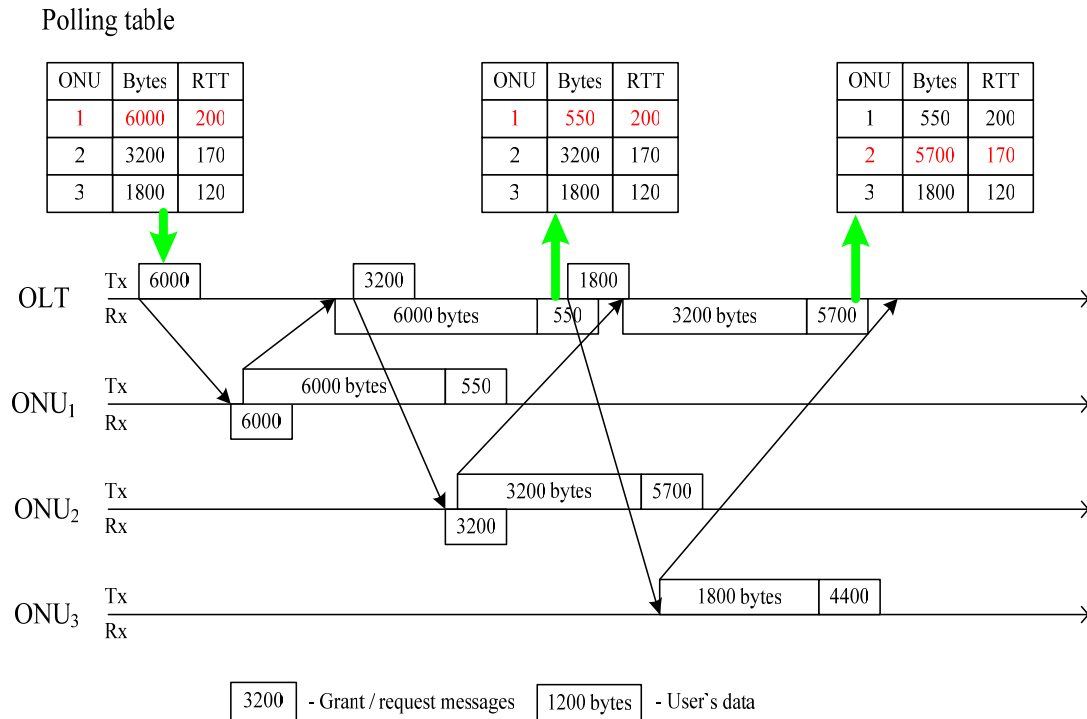 Polling table
ONU Bytes RTT
1 6000 200
2 3200 170
3 1800 120
ONU Bytes RTT
1 550 200
2 3200 170
3 1800 120
ONU Bytes RTT
1 550 200
2 5700 170
3 1800 120
OLT Tx Rx
6000 3200 1800
6000 bytes 550 3200 bytes 5700
ONU1 Tx Rx
6000 bytes 550
6000
ONU2 Tx Rx
3200 bytes 5700
3200
ONU3 Tx Rx
1800 bytes 4400
3200 - Grant / request messages 1200 bytes - User`s data